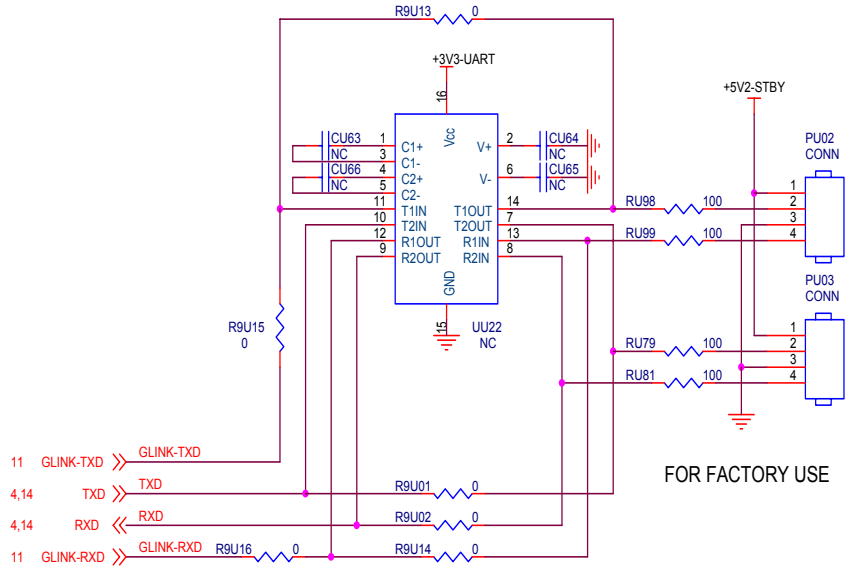 R9U13 0
+3V3-UART
+5V2-STBY
16
Vcc
PU02
CONN
CU63
NC
1 C1+
3 C1-
CU66
NC
4 C2+
5 C2-
11 T1IN
10 T2IN
12 R1OUT
9 R2OUT
V+ 2
CU64
NC
V- 6
CU65
NC
T1OUT 14
T2OUT 7
R1IN 13
R2IN 8
GND
15
UU22
NC
RU98 100
RU99 100
1
2
3
4
PU03
CONN
R9U15
0
RU79 100
RU81 100
1
2
3
4
11 GLINK-TXD GLINK-TXD
4,14 TXD TXD
R9U01 0
FOR FACTORY USE
4,14 RXD RXD
R9U02 0
11 GLINK-RXD GLINK-RXD
R9U16 0
R9U14 0